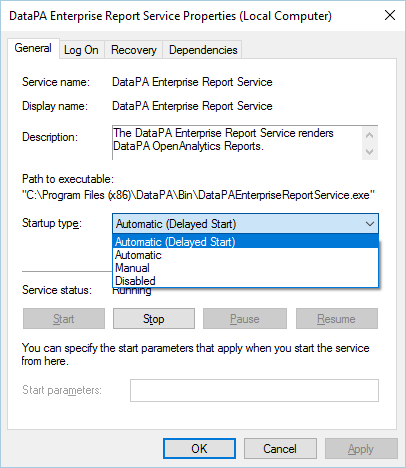 DataPA Enterprise Report Service Properties (Local Computer)
General Log On Recovery Dependencies
Service name: DataPA Enterprise Report Service
Display name: DataPA Enterprise Report Service
Description: The DataPA Enterprise Report Service renders
DataPA OpenAnalytics Reports.
Path to executable:
"C:\Program Files (x86)\DataPA\Bin\DataPAEnterpriseReportService.exe"
Startup type: Automatic (Delayed Start)
Automatic (Delayed Start)
Automatic
Manual
Disabled
Service status: Running
Start Stop Pause Resume
You can specify the start parameters that apply when you start the service
from here.
Start parameters:
OK Cancel Apply